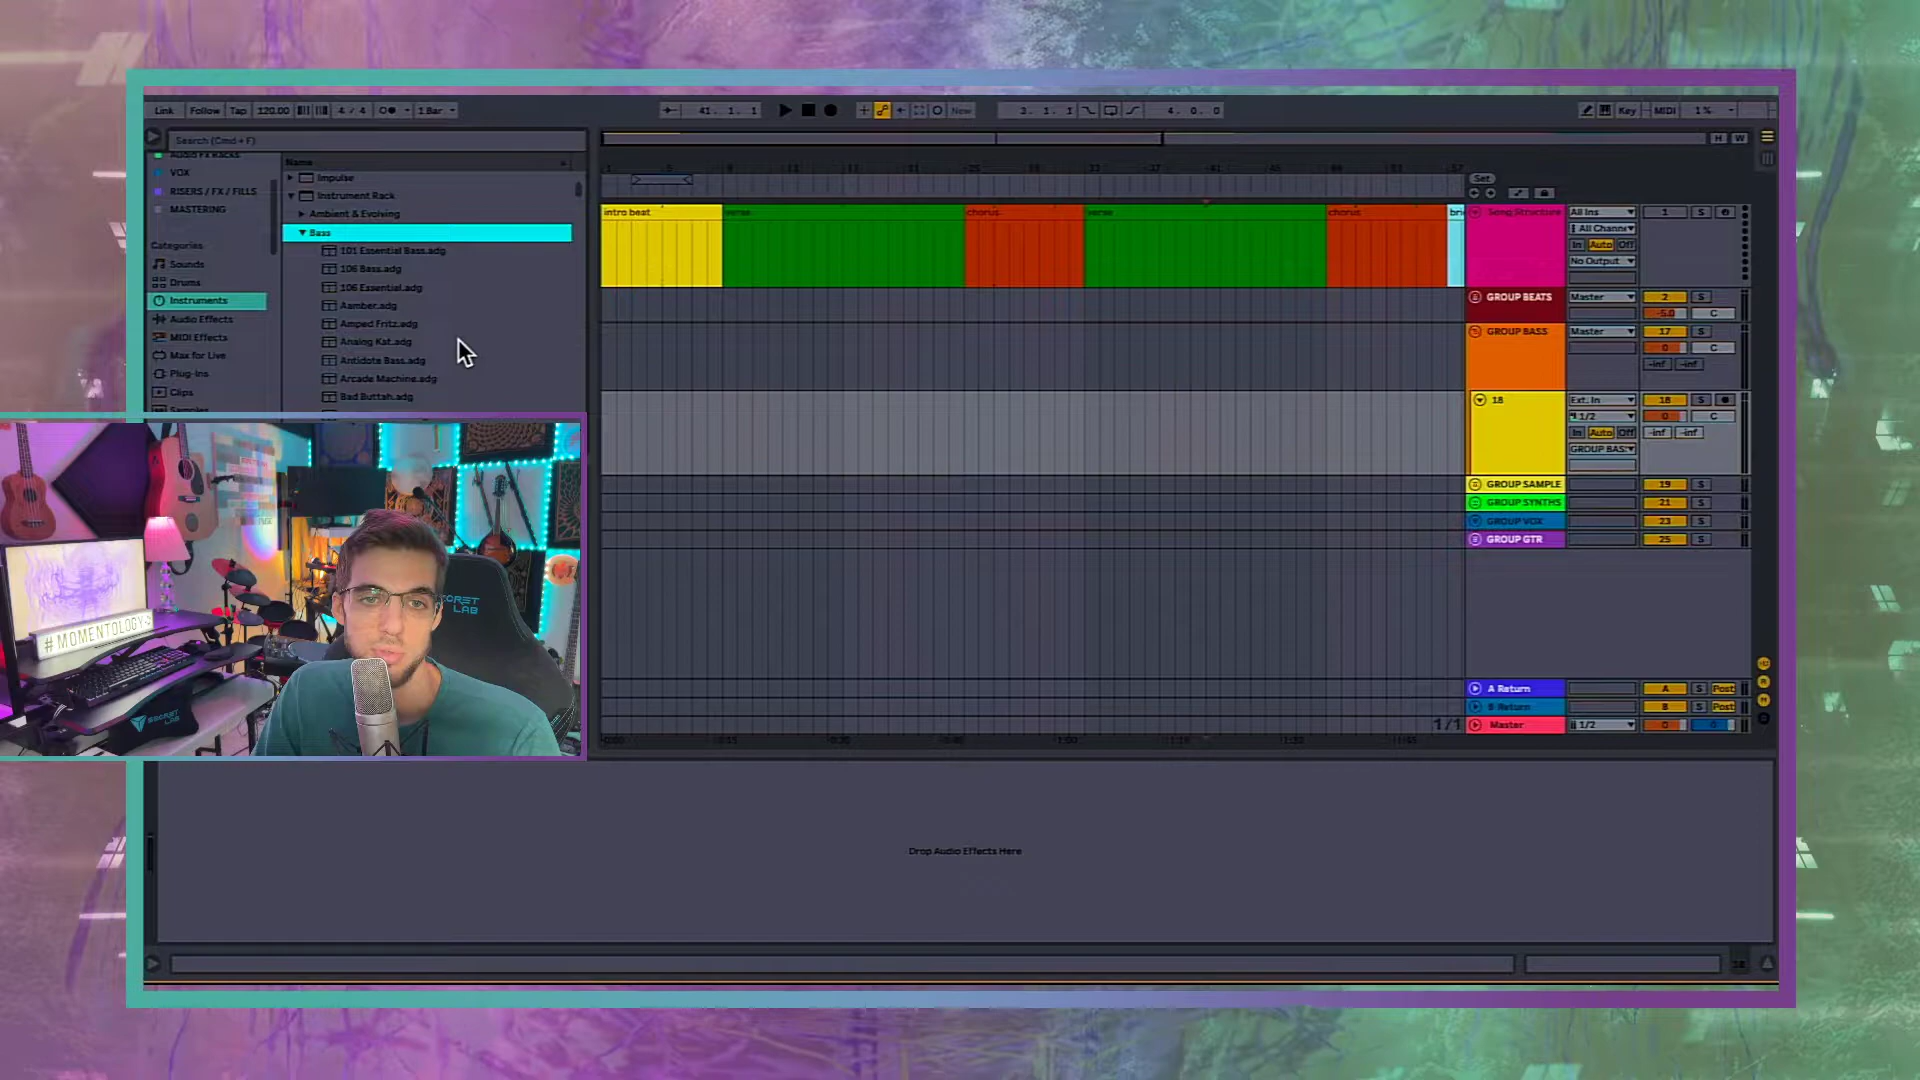 Link Follow Tap 120.00 4 / 4 1 Bar 41. 1. 1 New 3. 1. 1 4. 0. 0 Key MIDI 1%
Search (Cmd + F) H W
Audio FX Racks
VOX
RISERS / FX / FILLS
MASTERING
Categories
Sounds
Drums
Instruments
Audio Effects
MIDI Effects
Max for Live
Plug-ins
Clips
Samples
Name
Impulse
Instrument Rack
Ambient & Evolving
Bass
101 Essential Bass.adg
106 Bass.adg
106 Essential.adg
Aamber.adg
Amped Fritz.adg
Analog Kat.adg
Antidote Bass.adg
Arcade Machine.adg
Bad Buttah.adg
Set
intro beat verse chorus verse chorus bri
Song Structure All Ins 1 S
All Channe
In Auto Off
No Output
GROUP BEATS Master 2 S
-5.0 C
GROUP BASS Master 17 S
0 C
-inf -inf
18 Ext. In 18 S
1/2 0 C
In Auto Off -inf -inf
GROUP BAS
GROUP SAMPLE 19 S
GROUP SYNTHS 21 S
GROUP VOX 23 S
GROUP GTR 25 S
A Return A S Post
B Return B S Post
1/1 Master 1/2 0 0
SECRET
LAB
#MOMENTOLOGY
SECRET
LAB
Drop Audio Effects Here